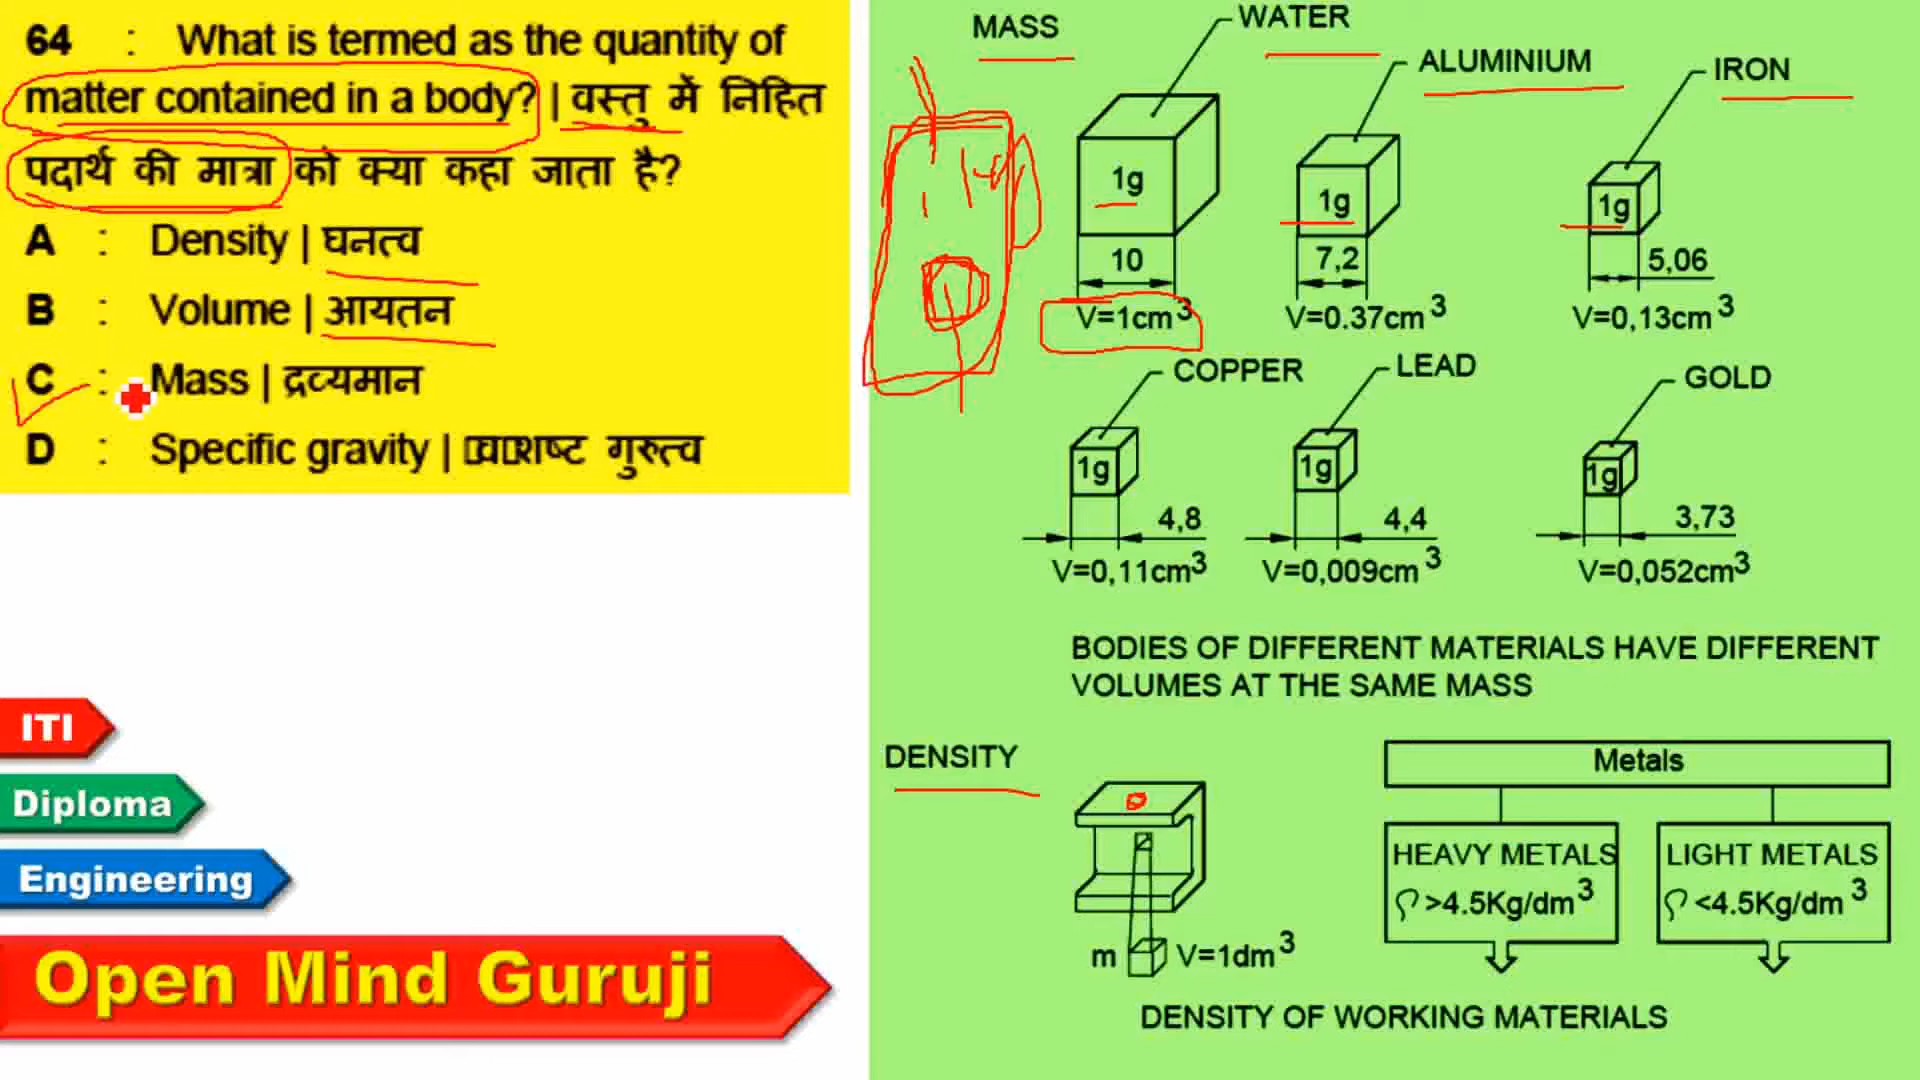 64 : What is termed as the quantity of
matter contained in a body? | वस्तु में निहित
पदार्थ की मात्रा को क्या कहा जाता है?
A : Density | घनत्व
B : Volume | आयतन
C : Mass | द्रव्यमान
D : Specific gravity | गुरुत्व
ITI
Diploma
Engineering
Open Mind Guruji
MASS
WATER
ALUMINIUM
IRON
1g
1g
1g
10
7,2
5,06
V=1cm³
V=0.37cm³
V=0,13cm³
COPPER
LEAD
GOLD
1g
1g
1g
4,8
4,4
3,73
V=0,11cm³
V=0,009cm³
V=0,052cm³
BODIES OF DIFFERENT MATERIALS HAVE DIFFERENT
VOLUMES AT THE SAME MASS
DENSITY
m V=1dm³
Metals
HEAVY METALS
>4.5Kg/dm³
LIGHT METALS
<4.5Kg/dm³
DENSITY OF WORKING MATERIALS